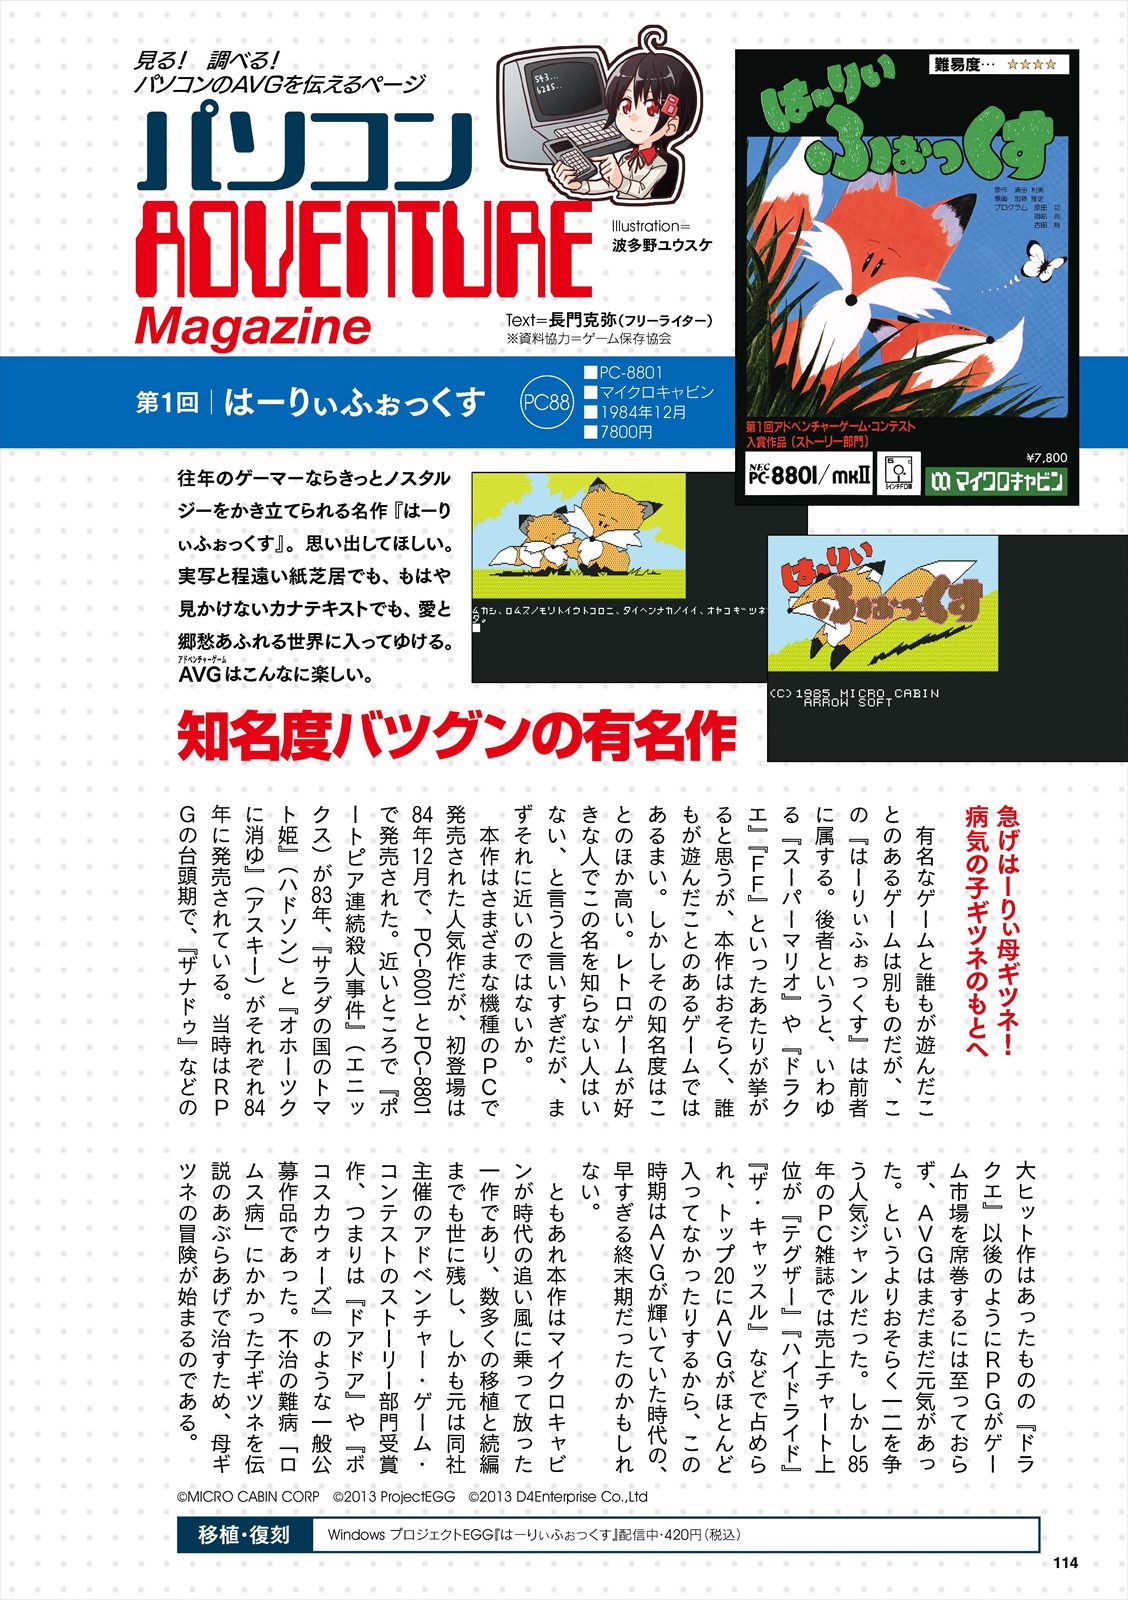 見る！　調べる！
パソコンのAVGを伝えるページ
パソコン
ADVENTURE
Magazine
543...
6285..
Illustration=
波多野ユウスケ
Text=長門克弥（フリーライター）
※資料協力=ゲーム保存協会
難易度… ☆☆☆☆
は〜りぃ
ふぉっくす
プログラム
第1回アドベンチャーゲーム・コンテスト
入賞作品〔ストーリー部門〕
¥7,800
NEC
PC-8801/mkII
5
5インチFD版
マイクロキャビン
第1回｜はーりぃふぉっくす
PC88
■PC-8801
■マイクロキャビン
■1984年12月
■7800円
往年のゲーマーならきっとノスタル
ジーをかき立てられる名作『はーり
ぃふぉっくす』。思い出してほしい。
実写と程遠い紙芝居でも、もはや
見かけないカナテキストでも、愛と
郷愁あふれる世界に入ってゆける。
アドベンチャーゲーム
AVGはこんなに楽しい。
ムカシ、ロムスノモリトイウトコロニ、タイヘンナカノイイ、オヤコギツネ
タ。
は〜りぃ
ふぉっくす
(C)1985 MICRO CABIN
ARROW SOFT
知名度バツグンの有名作
急げはーりぃ母ギツネ！
病気の子ギツネのもとへ
　有名なゲームと誰もが遊んだこ
とのあるゲームは別ものだが、こ
の『はーりぃふぉっくす』は前者
に属する。後者というと、いわゆ
る『スーパーマリオ』や『ドラク
エ』『FF』といったあたりが挙が
ると思うが、本作はおそらく、誰
もが遊んだことのあるゲームでは
あるまい。しかしその知名度はこ
とのほか高い。レトロゲームが好
きな人でこの名を知らない人はい
ない、と言うと言いすぎだが、ま
ずそれに近いのではないか。
　本作はさまざまな機種のPCで
発売された人気作だが、初登場は
84年12月で、PC-6001とPC-8801
で発売された。近いところで『ポ
ートピア連続殺人事件』（エニッ
クス）が83年、『サラダの国のトマ
ト姫』（ハドソン）と『オホーツク
に消ゆ』（アスキー）がそれぞれ84
年に発売されている。当時はRP
Gの台頭期で、『ザナドゥ』などの
大ヒット作はあったものの『ドラ
クエ』以後のようにRPGがゲー
ム市場を席巻するには至っておら
ず、AVGはまだまだ元気があっ
た。というよりおそらく一二を争
う人気ジャンルだった。しかし85
年のPC雑誌では売上チャート上
位が『テグザー』『ハイドライド』
『ザ・キャッスル』などで占めら
れ、トップ20にAVGがほとんど
入ってなかったりするから、この
時期はAVGが輝いていた時代の、
早すぎる終末期だったのかもしれ
ない。
　ともあれ本作はマイクロキャビ
ンが時代の追い風に乗って放った
一作であり、数多くの移植と続編
までも世に残し、しかも元は同社
主催のアドベンチャー・ゲーム・
コンテストのストーリー部門受賞
作、つまりは『ドアドア』や『ボ
コスカウォーズ』のような一般公
募作品であった。不治の難病「ロ
ムス病」にかかった子ギツネを伝
説のあぶらあげで治すため、母ギ
ツネの冒険が始まるのである。
©MICRO CABIN CORP　©2013 ProjectEGG　©2013 D4Enterprise Co.,Ltd
移植・復刻
Windows プロジェクトEGG『はーりぃふぉっくす』配信中・420円（税込）
114